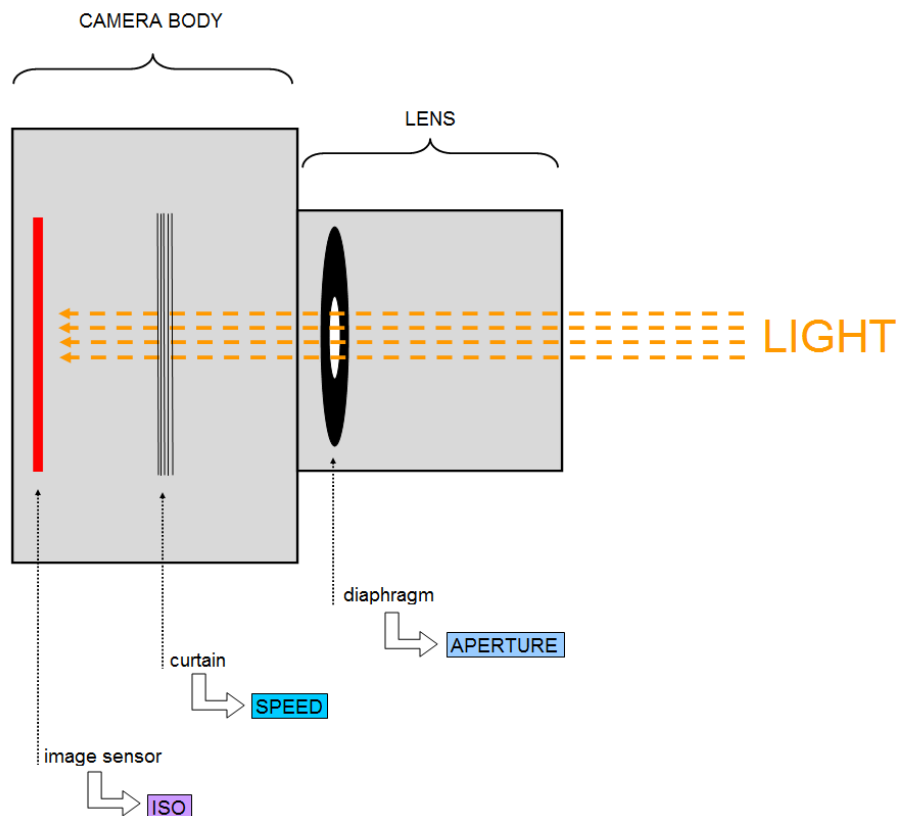 CAMERA BODY
LENS
LIGHT
diaphragm
APERTURE
curtain
SPEED
image sensor
ISO